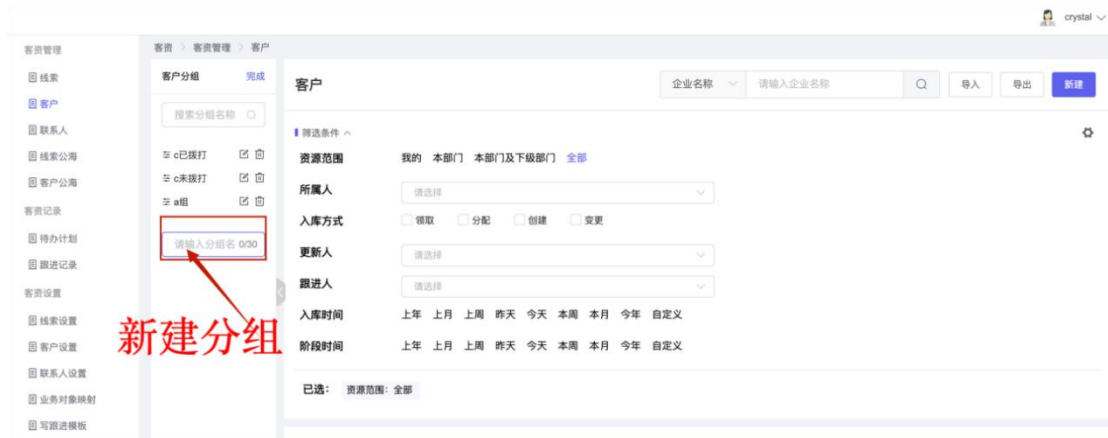 crystal
客资管理
线索
客户
联系人
线索公海
客户公海
客资记录
待办计划
跟进记录
客资设置
线索设置
客户设置
联系人设置
业务对象映射
写跟进模板
客资 > 客资管理 > 客户
客户分组 完成
搜索分组名称
c已拨打
c未拨打
a组
请输入分组名 0/30
新建分组
客户
企业名称 请输入企业名称 导入 导出 新建
筛选条件
资源范围 我的 本部门 本部门及下级部门 全部
所属人 请选择
入库方式 领取 分配 创建 变更
更新人 请选择
跟进人 请选择
入库时间 上年 上月 上周 昨天 今天 本周 本月 今年 自定义
阶段时间 上年 上月 上周 昨天 今天 本周 本月 今年 自定义
已选: 资源范围: 全部